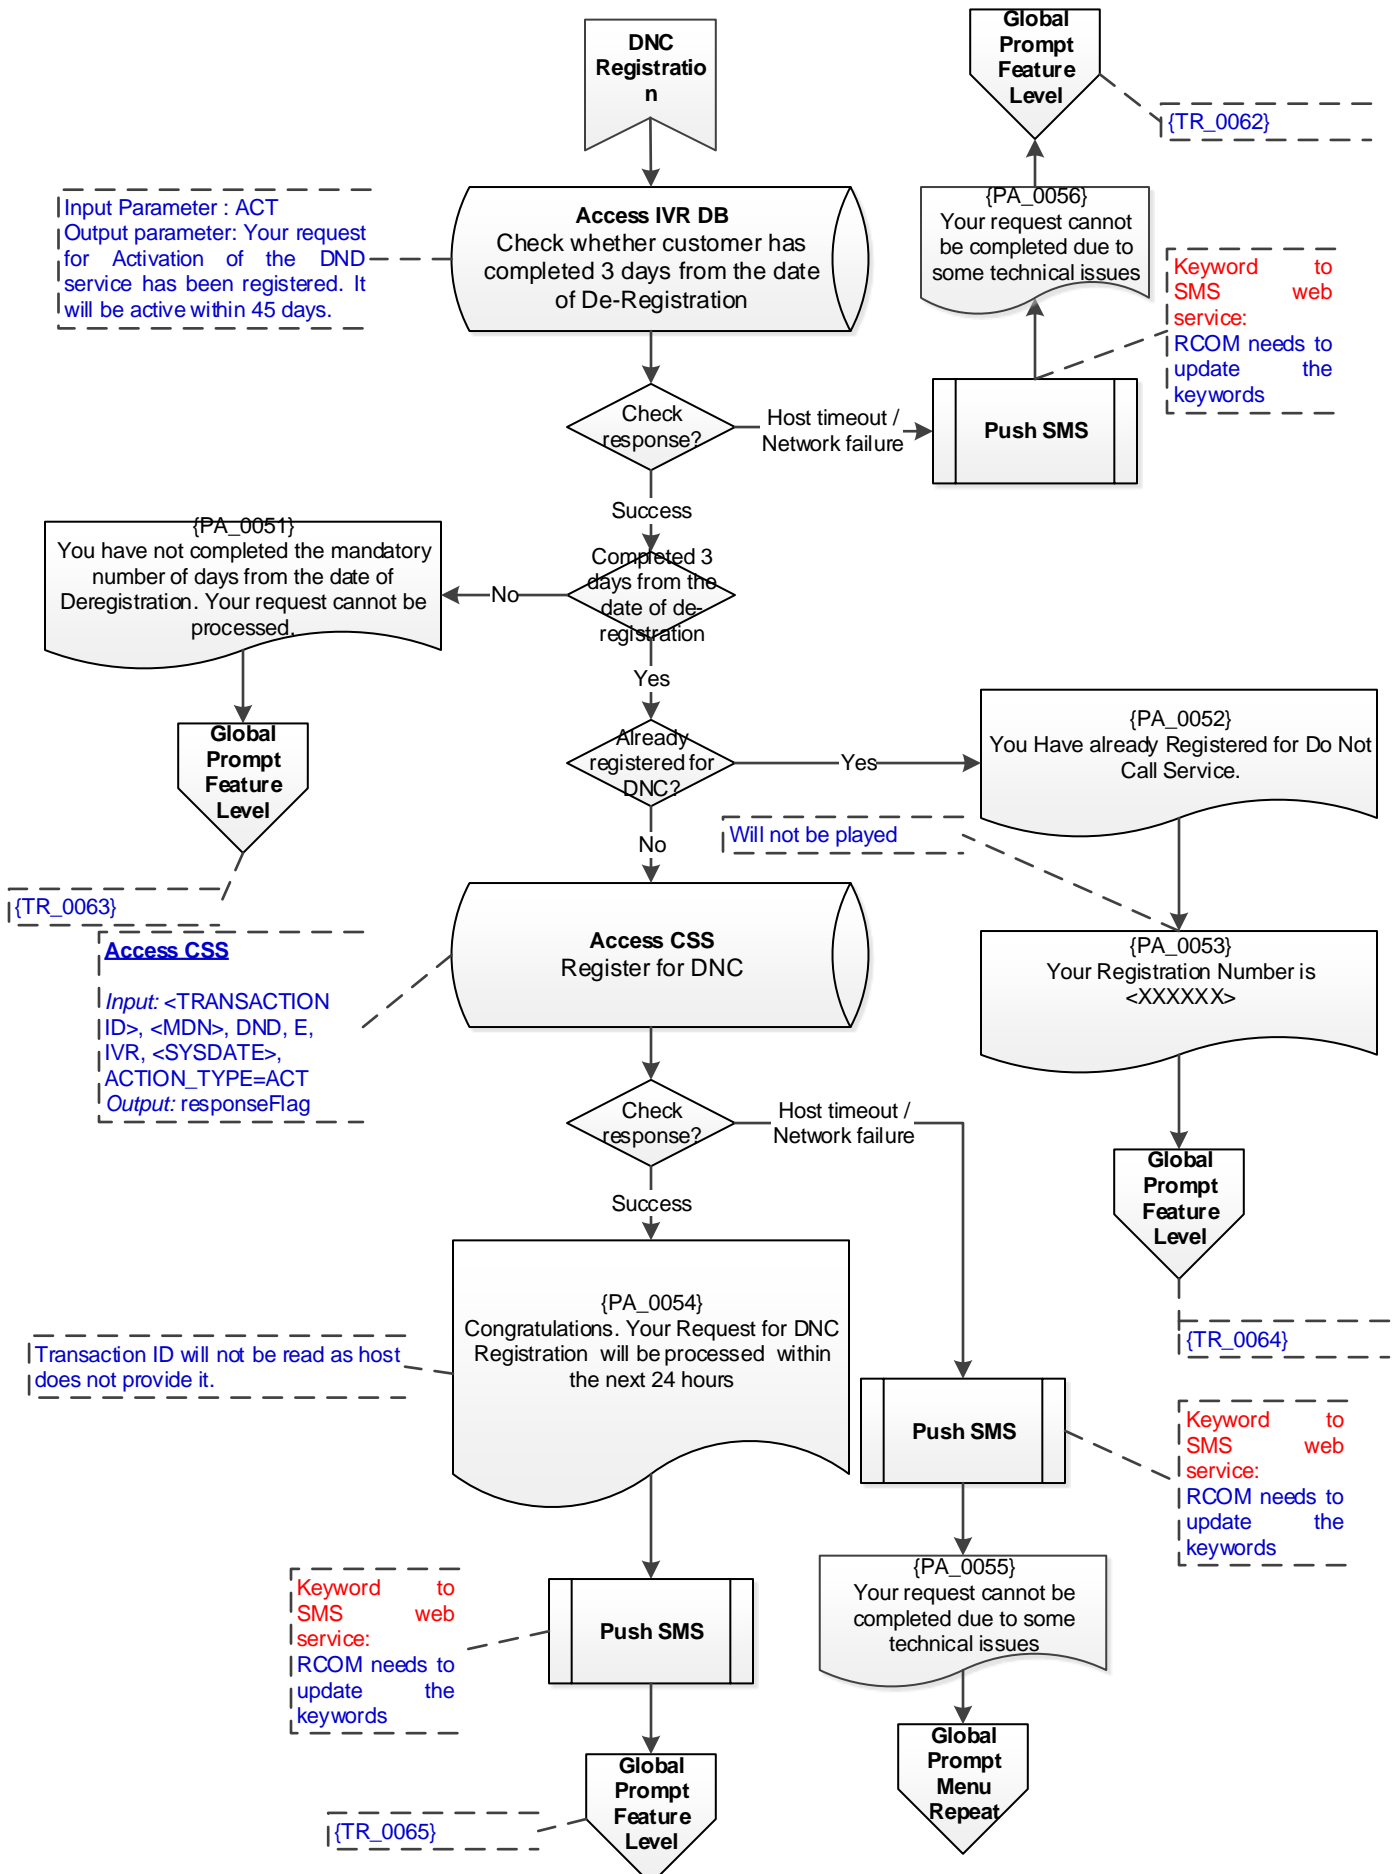 DNC
Registratio
n
Global
Prompt
Feature
Level
{TR_0062}
Input Parameter : ACT
Output parameter: Your request
for Activation of the DND
service has been registered. It
will be active within 45 days.
Access IVR DB
Check whether customer has
completed 3 days from the date
of De-Registration
{PA_0056}
Your request cannot
be completed due to
some technical issues
Keyword to
SMS web
service:
RCOM needs to
update the
keywords
Check
response?
Host timeout /
Network failure
Push SMS
Success
{PA_0051}
You have not completed the mandatory
number of days from the date of
Deregistration. Your request cannot be
processed.
No
Completed 3
days from the
date of de-
registration
Yes
Global
Prompt
Feature
Level
Already
registered for
DNC?
Yes
{PA_0052}
You Have already Registered for Do Not
Call Service.
No
Will not be played
{TR_0063}
Access CSS
Input: <TRANSACTION
ID>, <MDN>, DND, E,
IVR, <SYSDATE>,
ACTION_TYPE=ACT
Output: responseFlag
Access CSS
Register for DNC
{PA_0053}
Your Registration Number is
<XXXXXX>
Check
response?
Host timeout /
Network failure
Success
Global
Prompt
Feature
Level
{TR_0064}
{PA_0054}
Congratulations. Your Request for DNC
Registration will be processed within
the next 24 hours
Transaction ID will not be read as host
does not provide it.
Push SMS
Keyword to
SMS web
service:
RCOM needs to
update the
keywords
{PA_0055}
Your request cannot be
completed due to some
technical issues
Keyword to
SMS web
service:
RCOM needs to
update the
keywords
Push SMS
Global
Prompt
Menu
Repeat
Global
Prompt
Feature
Level
{TR_0065}